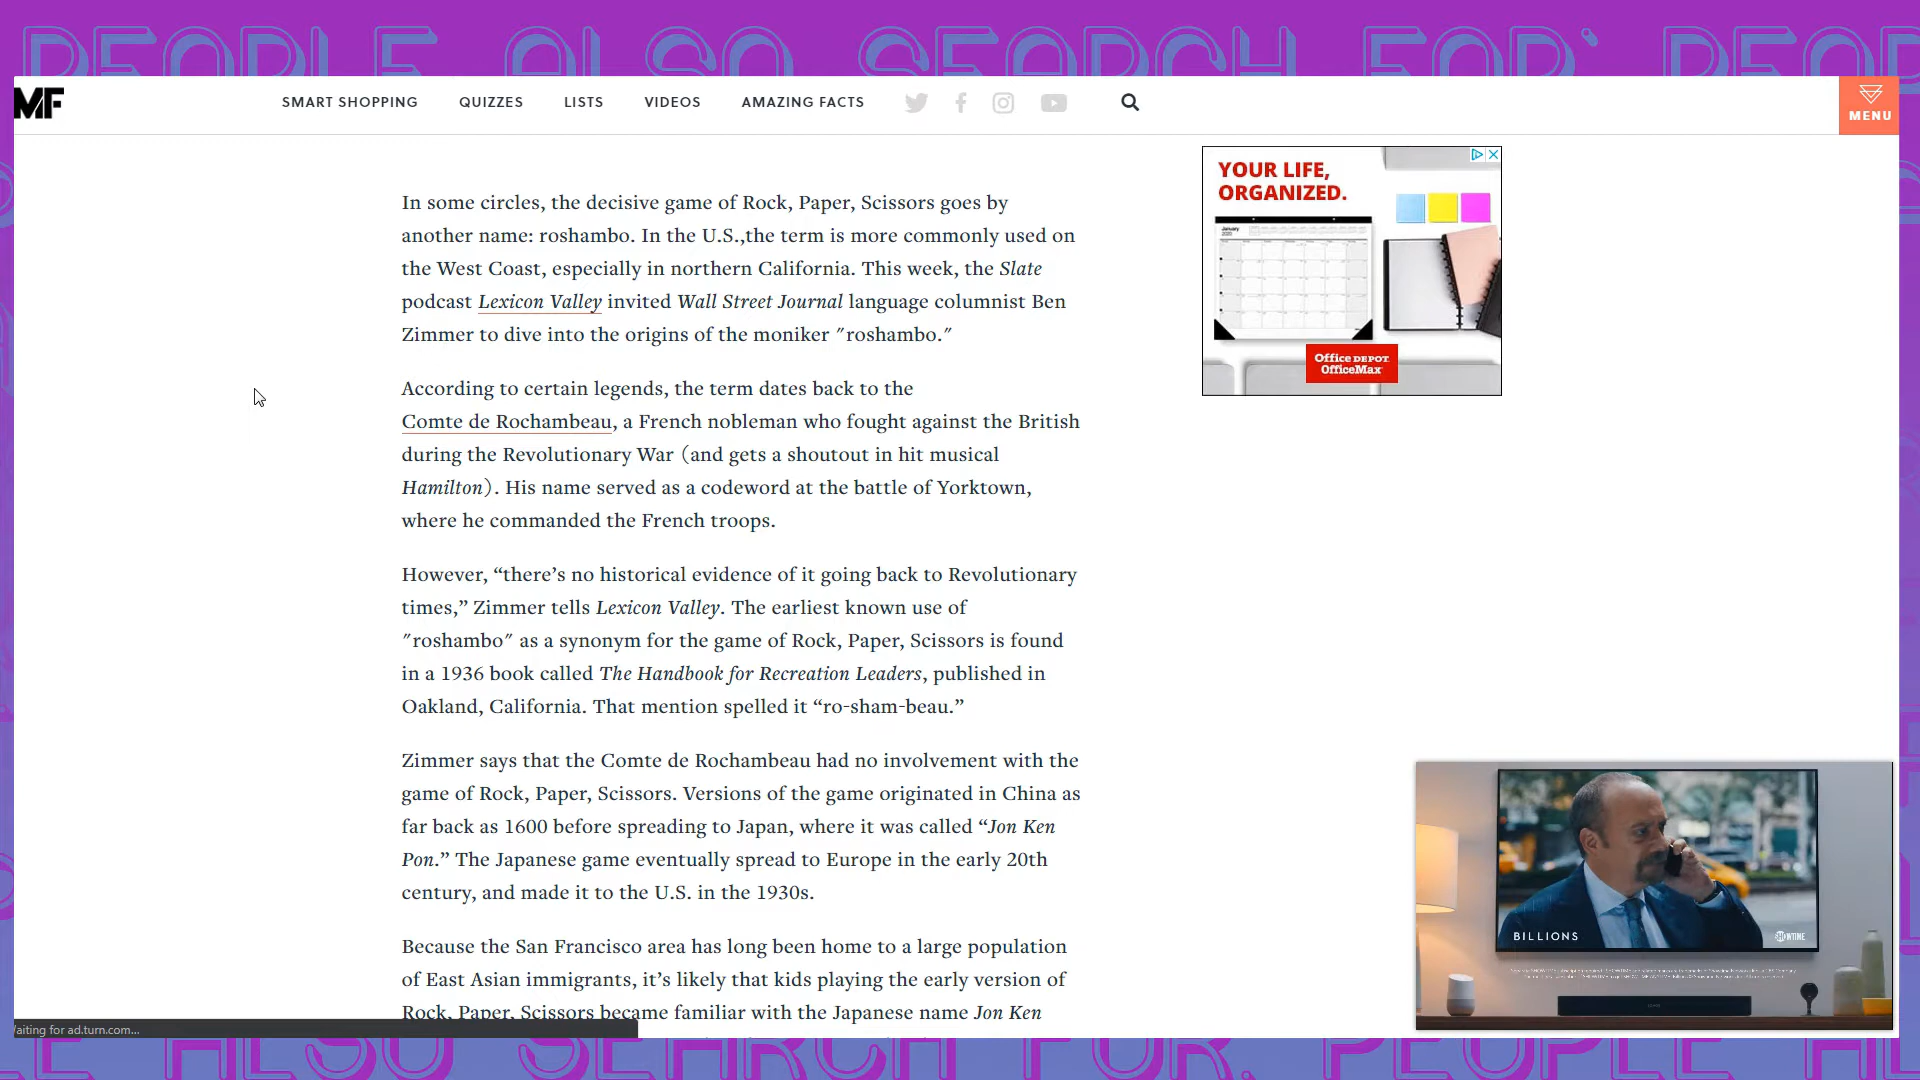 PEOPLE ALSO SEARCH FOR: PEOP
MF
SMART SHOPPING
QUIZZES
LISTS
VIDEOS
AMAZING FACTS
MENU
YOUR LIFE,
ORGANIZED.
January
Office DEPOT
OfficeMax
In some circles, the decisive game of Rock, Paper, Scissors goes by
another name: roshambo. In the U.S.,the term is more commonly used on
the West Coast, especially in northern California. This week, the Slate
podcast Lexicon Valley invited Wall Street Journal language columnist Ben
Zimmer to dive into the origins of the moniker "roshambo."
According to certain legends, the term dates back to the
Comte de Rochambeau, a French nobleman who fought against the British
during the Revolutionary War (and gets a shoutout in hit musical
Hamilton). His name served as a codeword at the battle of Yorktown,
where he commanded the French troops.
However, “there’s no historical evidence of it going back to Revolutionary
times,” Zimmer tells Lexicon Valley. The earliest known use of
"roshambo" as a synonym for the game of Rock, Paper, Scissors is found
in a 1936 book called The Handbook for Recreation Leaders, published in
Oakland, California. That mention spelled it “ro-sham-beau.”
Zimmer says that the Comte de Rochambeau had no involvement with the
game of Rock, Paper, Scissors. Versions of the game originated in China as
far back as 1600 before spreading to Japan, where it was called “Jon Ken
Pon.” The Japanese game eventually spread to Europe in the early 20th
century, and made it to the U.S. in the 1930s.
Because the San Francisco area has long been home to a large population
of East Asian immigrants, it’s likely that kids playing the early version of
Rock, Paper, Scissors became familiar with the Japanese name Jon Ken
BILLIONS
SHOWTIME
aiting for ad.turn.com...
LE ALSO SEARCH FOR: PEOPLE AL